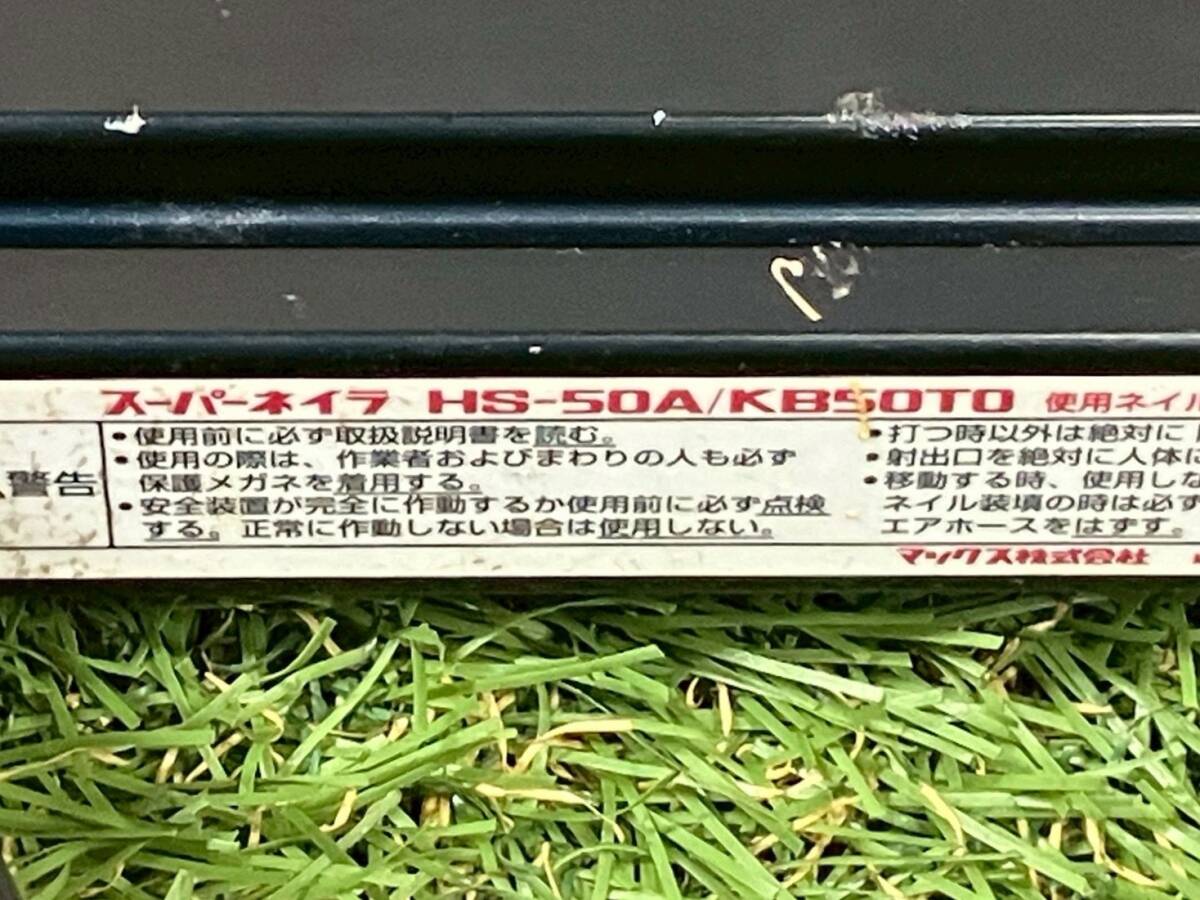 スーパーネイラ HS-50A/KB50T0 使用ネイル
警告
・使用前に必ず取扱説明書を読む。
・使用の際は、作業者およびまわりの人も必ず
保護メガネを着用する。
・安全装置が完全に作動するか使用前に必ず点検
する。正常に作動しない場合は使用しない。
・打つ時以外は絶対に
・射出口を絶対に人体に
・移動する時、使用しな
ネイル装填の時は必ず
エアホースをはずす。
マックス株式会社